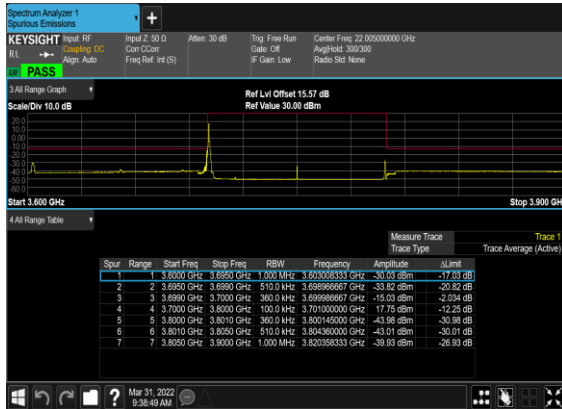 Spectrum Analyzer 1
Spurious Emissions
+
KEYSIGHT Input: RF Input Z: 50 Ω Atten: 30 dB Trig: Free Run Center Freq: 22.005000000 GHz
RL Coupling: DC Corr CCorr Gate: Off Avg|Hold: 300/300
Align: Auto Freq Ref: Int (S) IF Gain: Low Radio Std: None
PASS
3 All Range Graph Ref Lvl Offset 15.57 dB
Scale/Div 10.0 dB Ref Value 30.00 dBm
20.0
10.0
0.00
-10.0
-20.0
-30.0
-40.0
-50.0
-60.0
Start 3.600 GHz Stop 3.900 GH
4 All Range Table
Measure Trace Trace 1
Trace Type Trace Average (Active)
Spur Range Start Freq Stop Freq RBW Frequency Amplitude ΔLimit
1 1 3.6000 GHz 3.6950 GHz 1.000 MHz 3.603008333 GHz -30.03 dBm -17.03 dB
2 2 3.6950 GHz 3.6990 GHz 510.0 kHz 3.698966667 GHz -33.82 dBm -20.82 dB
3 3 3.6990 GHz 3.7000 GHz 360.0 kHz 3.699986667 GHz -15.03 dBm -2.034 dB
4 4 3.7000 GHz 3.8000 GHz 100.0 kHz 3.701000000 GHz 17.75 dBm -12.25 dB
5 5 3.8000 GHz 3.8010 GHz 360.0 kHz 3.800145000 GHz -43.98 dBm -30.98 dB
6 6 3.8010 GHz 3.8050 GHz 510.0 kHz 3.804360000 GHz -43.01 dBm -30.01 dB
7 7 3.8050 GHz 3.9000 GHz 1.000 MHz 3.820358333 GHz -39.93 dBm -26.93 dB
? Mar 31, 2022
9:38:49 AM